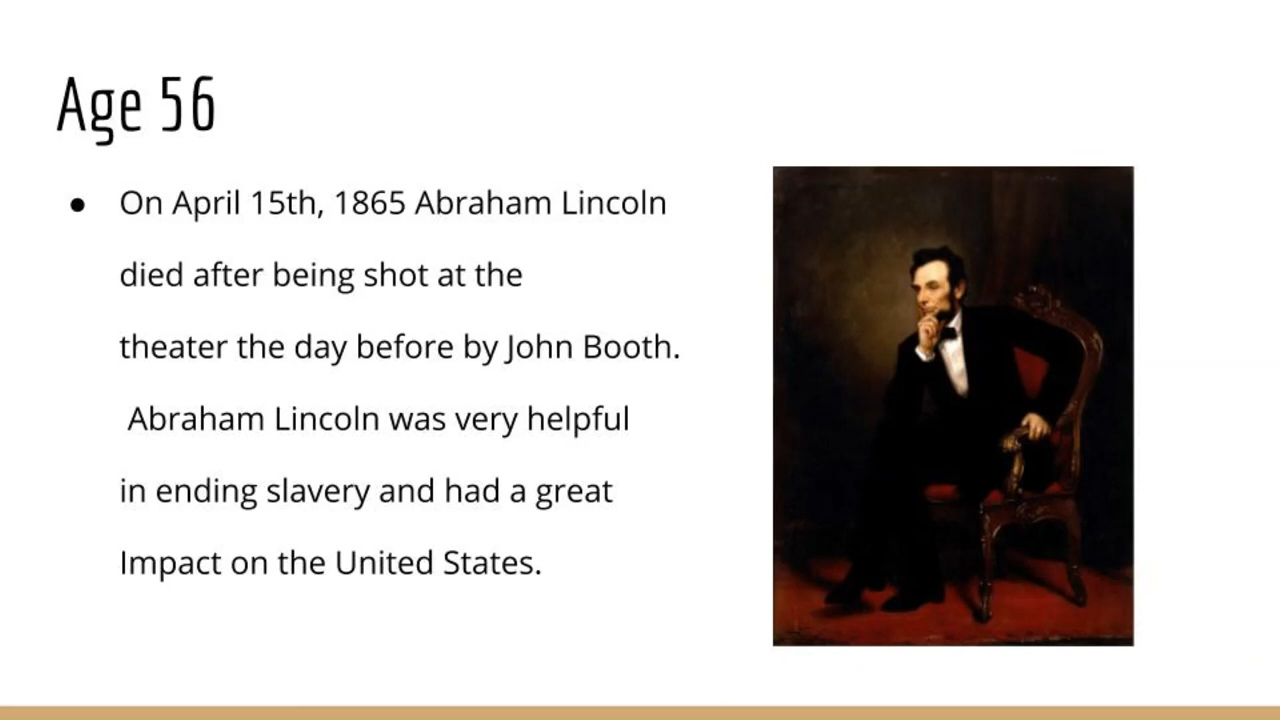 Age 56
● On April 15th, 1865 Abraham Lincoln
died after being shot at the
theater the day before by John Booth.
Abraham Lincoln was very helpful
in ending slavery and had a great
Impact on the United States.